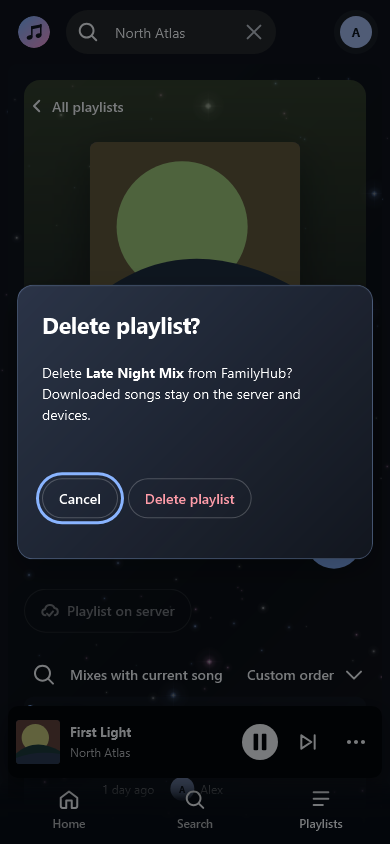 North Atlas
A
All playlists
Delete playlist?
Delete Late Night Mix from FamilyHub?
Downloaded songs stay on the server and
devices.
Cancel
Delete playlist
Playlist on server
Mixes with current song
Custom order
First Light
North Atlas
1 day ago
A
Alex
Home
Search
Playlists